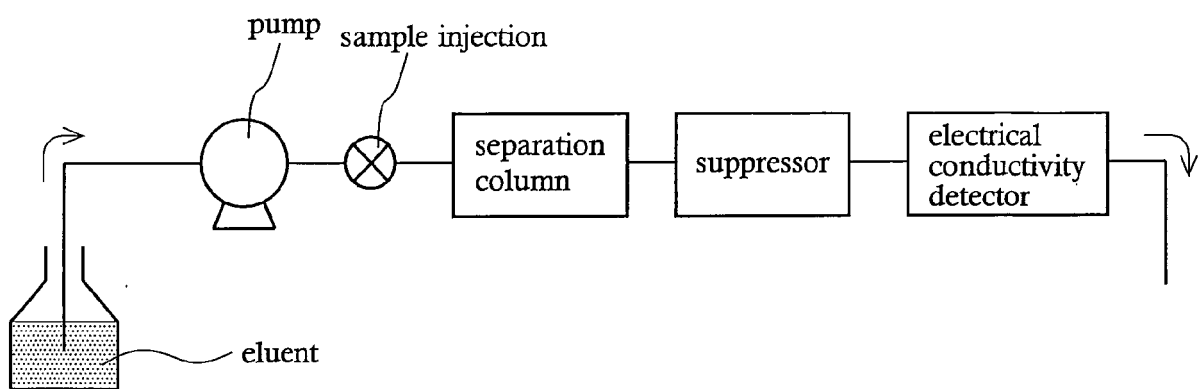 pump
sample injection
separation
column
suppressor
electrical
conductivity
detector
eluent